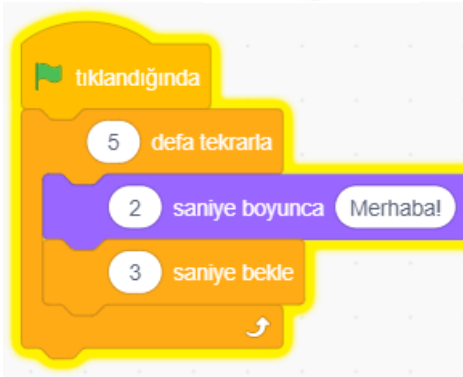 tıklandığında
5 defa tekrarla
2 saniye boyunca Merhaba!
3 saniye bekle